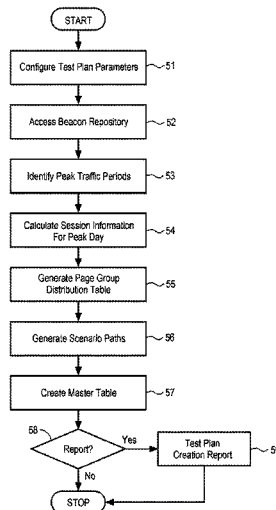 START
Configure Test Plan Parameters 51
Access Beacon Repository 52
Identify Peak Traffic Periods 53
Calculate Session Information
For Peak Day
54
Generate Page Group
Distribution Table
55
Generate Scenario Paths 56
Create Master Table 57
58
Report?
Yes
Test Plan
Creation Report
No
STOP